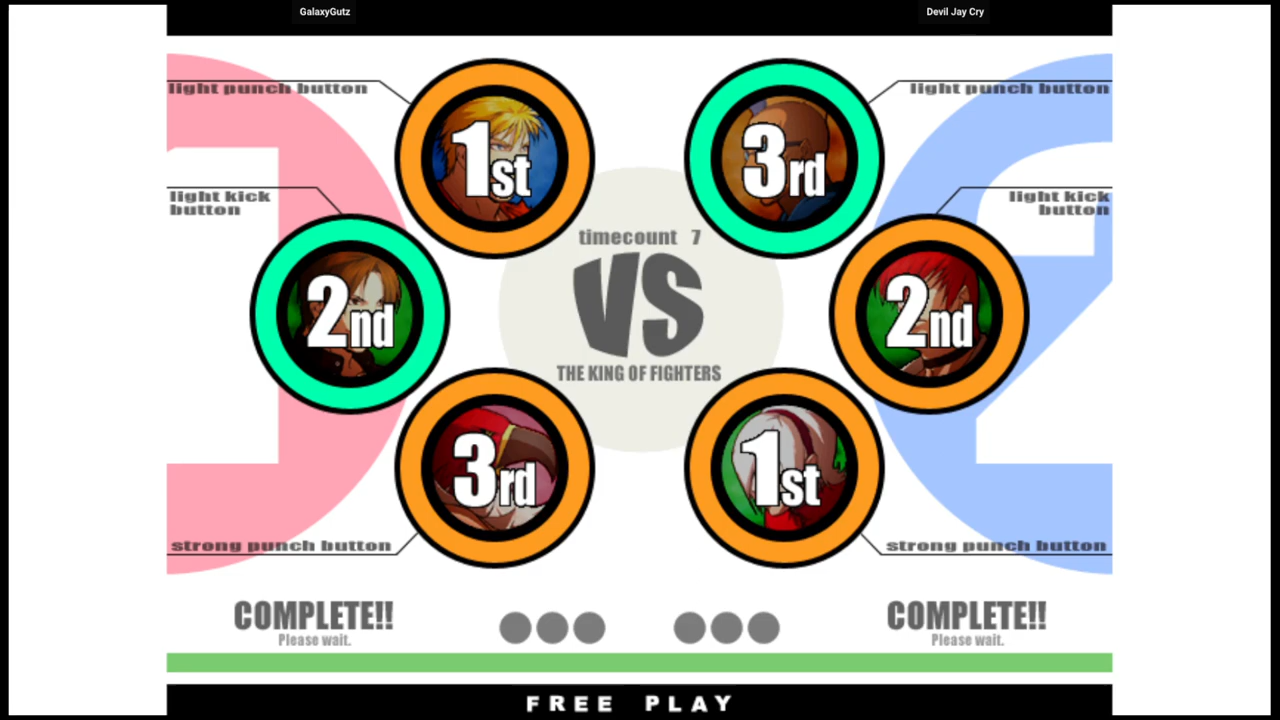 GalaxyGutz
Devil Jay Cry
light punch button
light punch button
1st
3rd
light kick
button
light kick
button
timecount 7
VS
THE KING OF FIGHTERS
2nd
2nd
3rd
1st
strong punch button
strong punch button
COMPLETE!!
Please wait.
COMPLETE!!
Please wait.
FREE PLAY